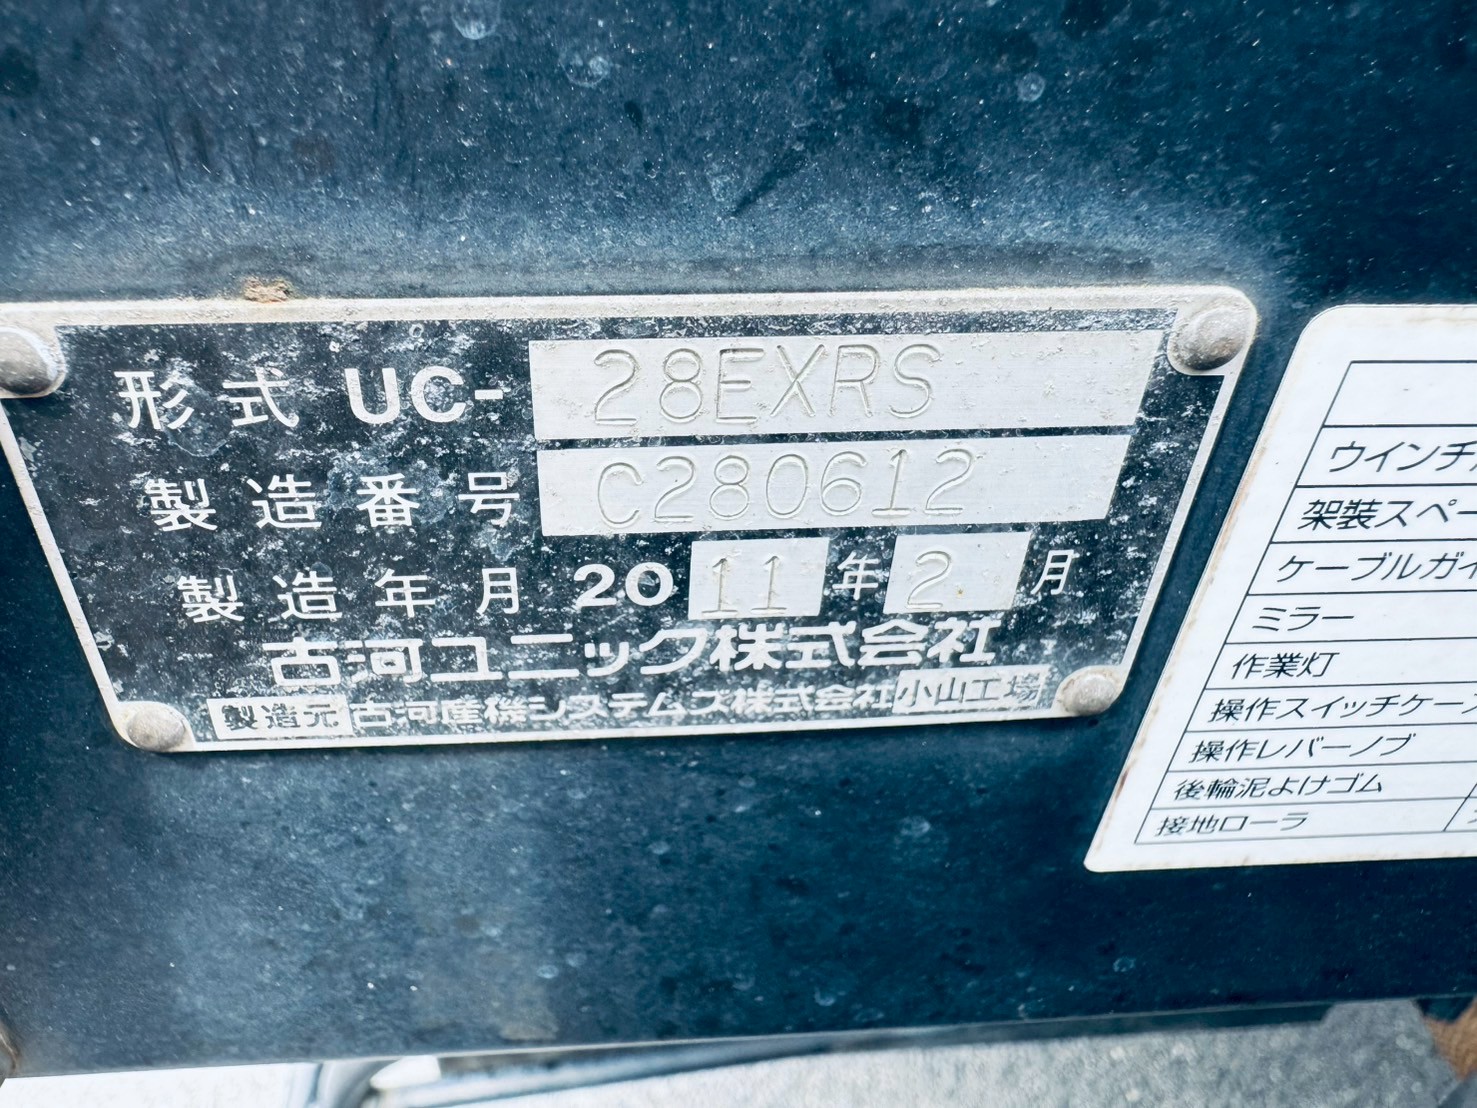 形式 UC- 28EXRS
製造番号 C280612
製造年月 2011年2月
古河ユニック株式会社
製造元 古河産機システムズ株式会社 小山工場
ウインチ
架装スペー
ケーブルガイ
ミラー
作業灯
操作スイッチケー
操作レバーノブ
後輪泥よけゴム
接地ローラ